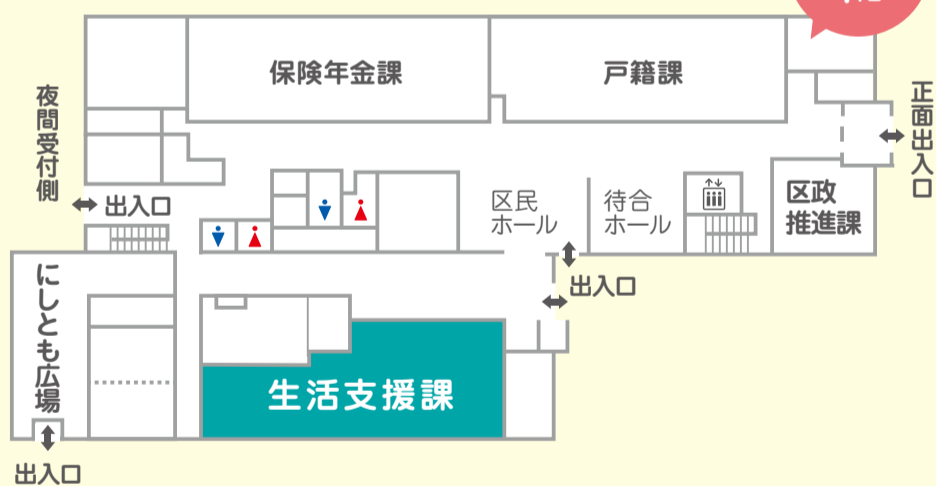 保険年金課
戸籍課
夜間受付側
正面出入口
出入口
区民
ホール
待合
ホール
区政
推進課
出入口
にしとも広場
生活支援課
出入口